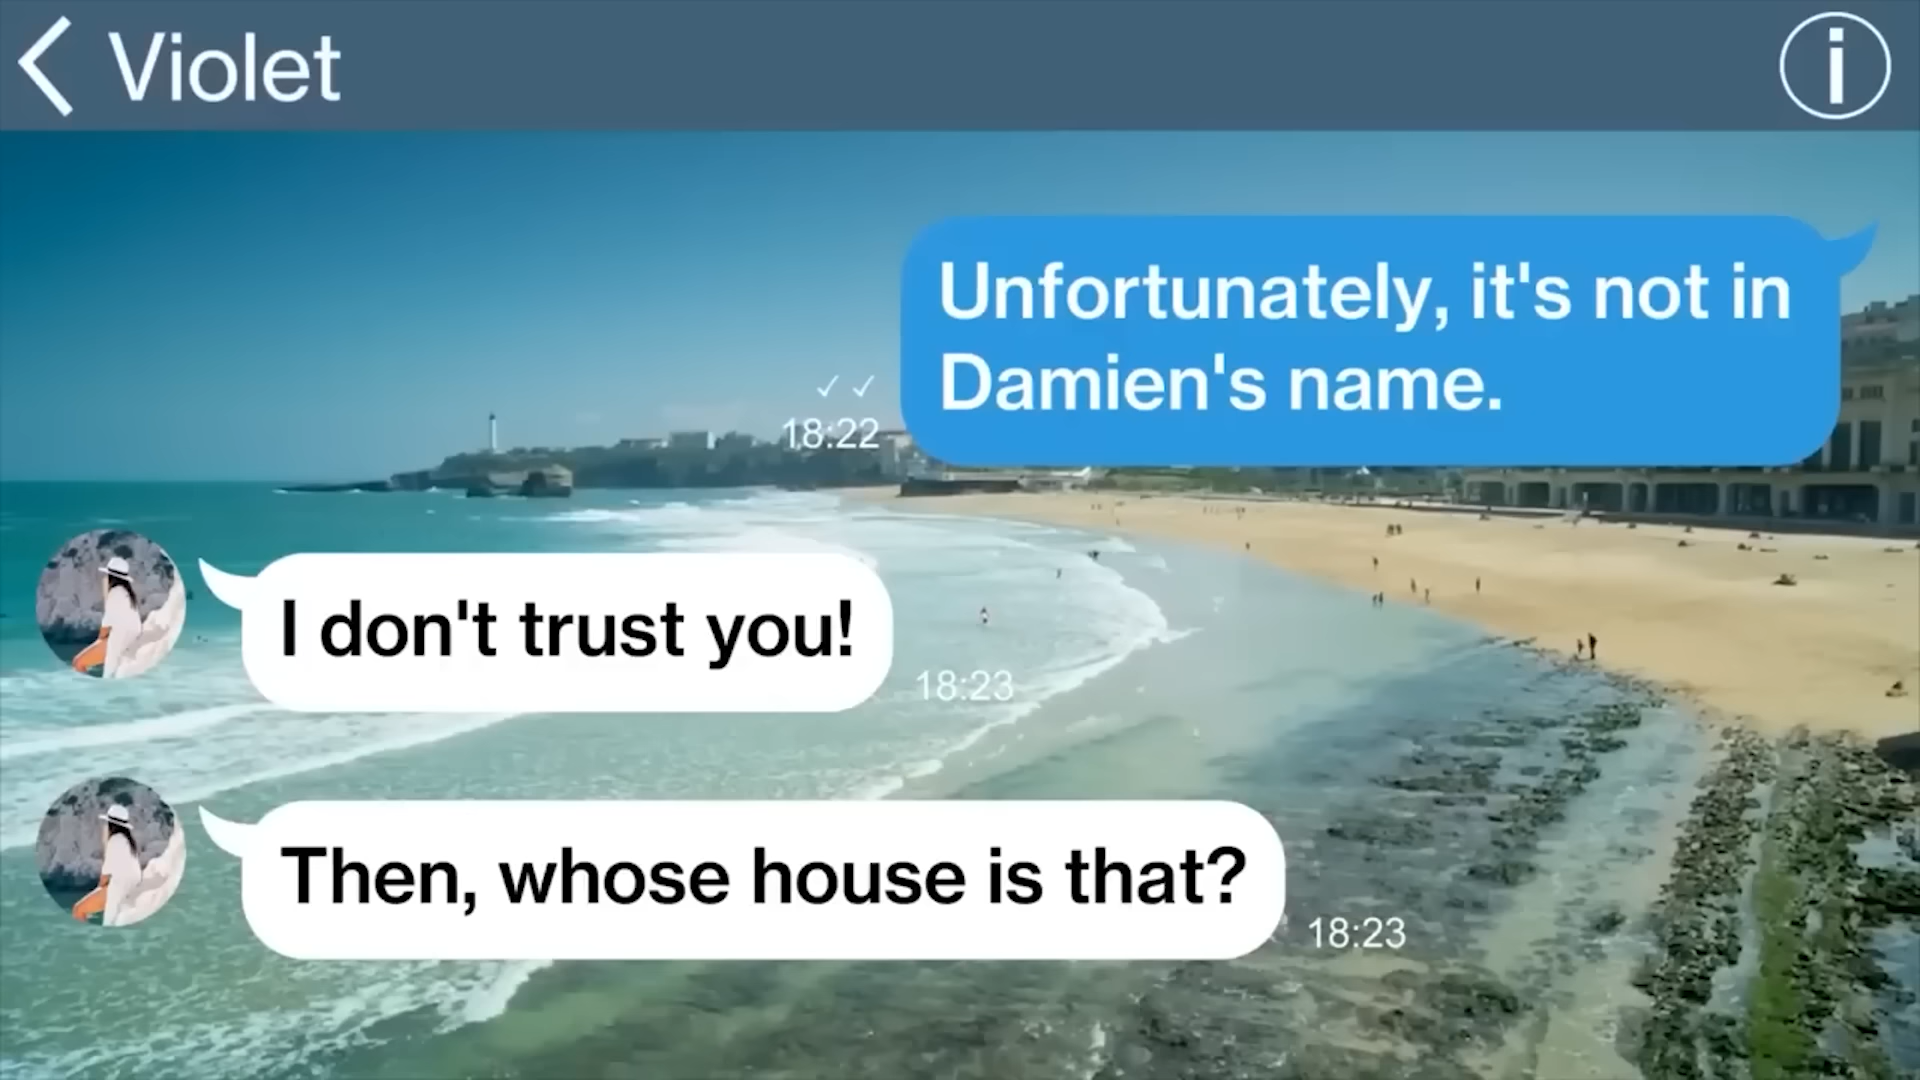 Violet
Unfortunately, it's not in
Damien's name.
✓✓
18:22
I don't trust you!
18:23
Then, whose house is that?
18:23